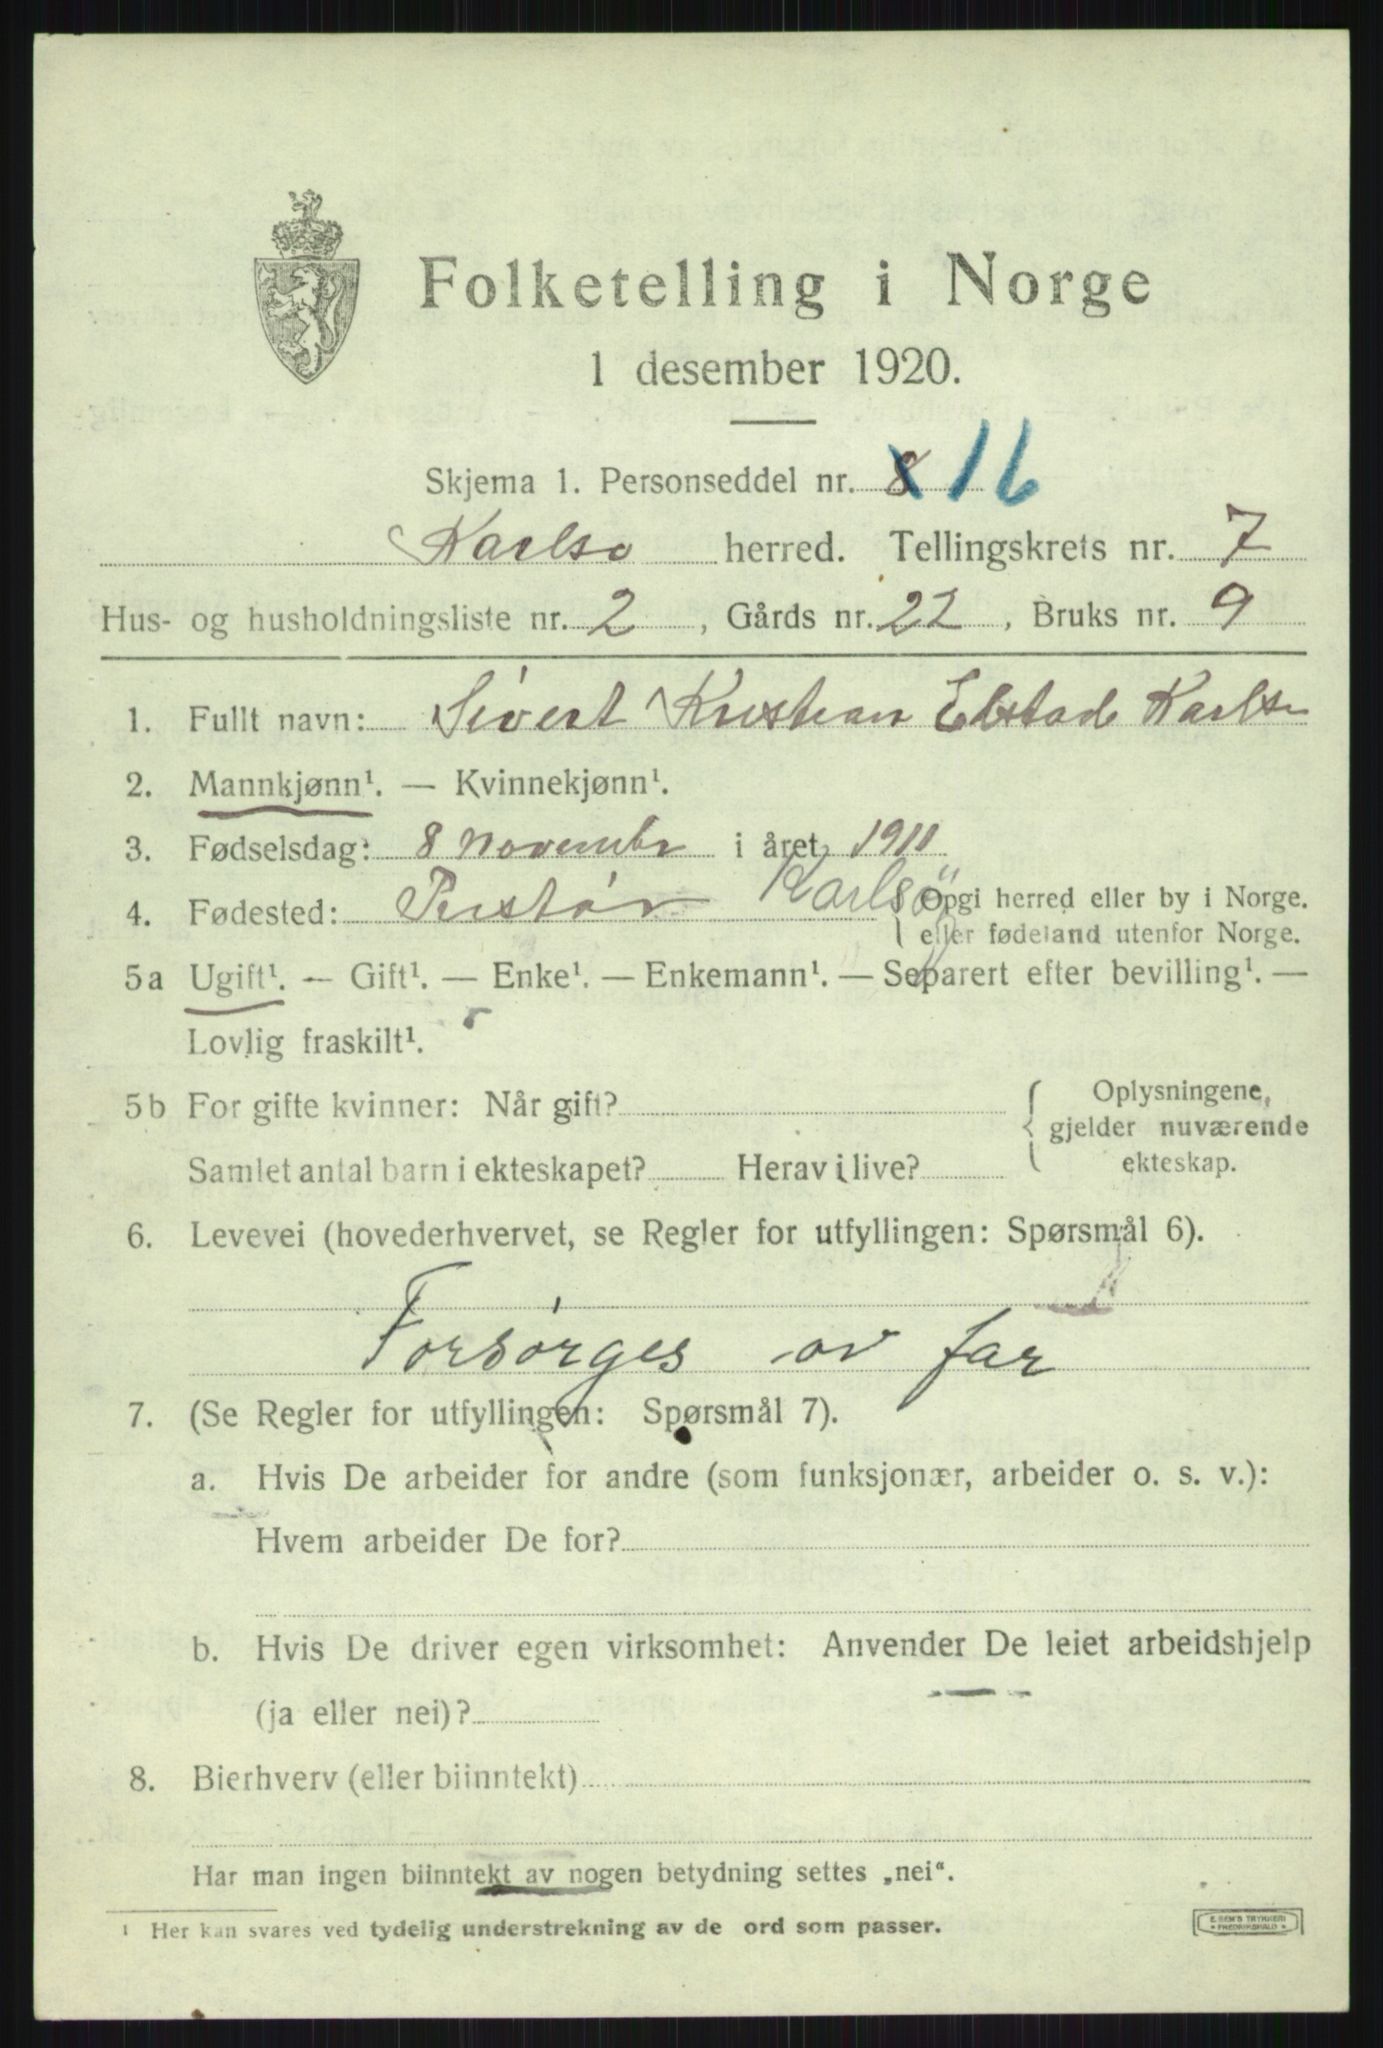 Folketelling i Norge
1 desember 1920.
Skjema 1. Personseddel nr. 8 16
Karlsø herred. Tellingskrets nr. 7
Hus- og husholdningsliste nr. 2, Gårds nr. 22, Bruks nr. 9
1. Fullt navn: Sivert Kristian Elstad Karlsen
2. Mannkjønn¹. — Kvinnekjønn¹.
3. Fødselsdag: 8 november i året 1911
4. Fødested: Karlsö { Opgi herred eller by i Norge.
eller fødeland utenfor Norge.
5a Ugift¹. — Gift¹. — Enke¹. — Enkemann¹. — Separert efter bevilling¹. —
Lovlig fraskilt¹.
5b For gifte kvinner: Når gift? { Oplysningene,
gjelder nuværende
Samlet antal barn i ekteskapet? Herav i live? ekteskap.
6. Levevei (hovederhvervet, se Regler for utfyllingen: Spørsmål 6).
Forsörges av far
7. (Se Regler for utfyllingen: Spørsmål 7).
a. Hvis De arbeider for andre (som funksjonær, arbeider o. s. v.):
Hvem arbeider De for?
b. Hvis De driver egen virksomhet: Anvender De leiet arbeidshjelp
(ja eller nei)?
8. Bierhverv (eller biinntekt)
Har man ingen biinntekt av nogen betydning settes „nei“.
¹ Her kan svares ved tydelig understrekning av de ord som passer.
E. SEM'S TRYKKERI
FREDRIKSHALD